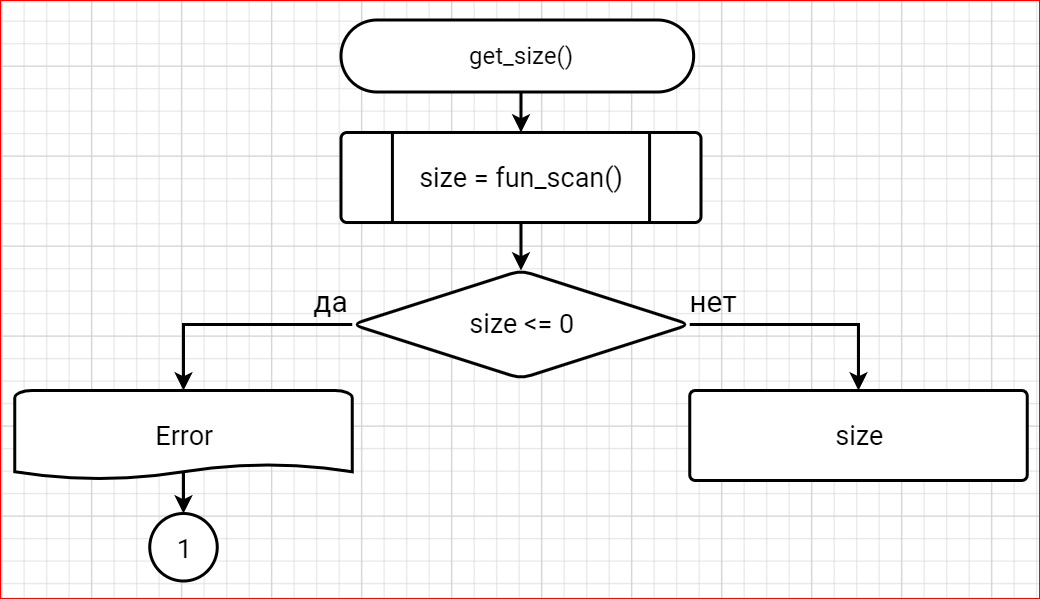 get_size()
size = fun_scan()
да
нет
size <= 0
Error
size
1